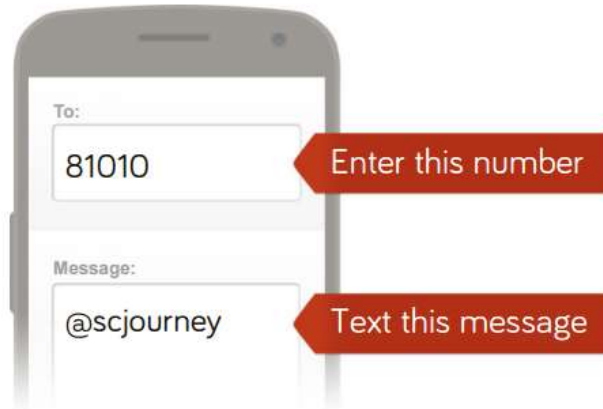 To:
81010
Enter this number
Message:
@scjourney
Text this message